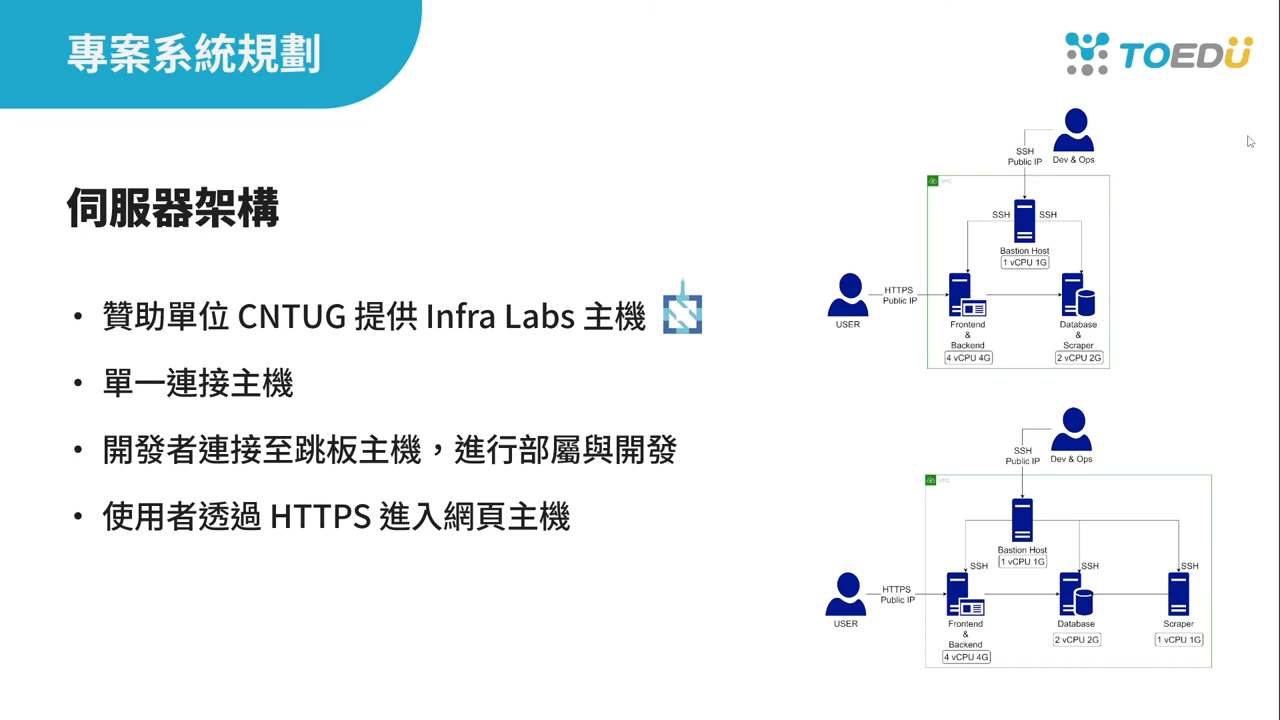 專案系統規劃
TOEDU
伺服器架構
• 贊助單位 CNTUG 提供 Infra Labs 主機
• 單一連接主機
• 開發者連接至跳板主機，進行部屬與開發
• 使用者透過 HTTPS 進入網頁主機
SSH
Public IP
Dev & Ops
VPC
SSH
SSH
Bastion Host
1 vCPU 1G
HTTPS
Public IP
USER
Frontend
&
Backend
4 vCPU 4G
Database
&
Scraper
2 vCPU 2G
SSH
Public IP
Dev & Ops
VPC
Bastion Host
1 vCPU 1G
SSH
SSH
SSH
HTTPS
Public IP
USER
Frontend
&
Backend
4 vCPU 4G
Database
2 vCPU 2G
Scraper
1 vCPU 1G